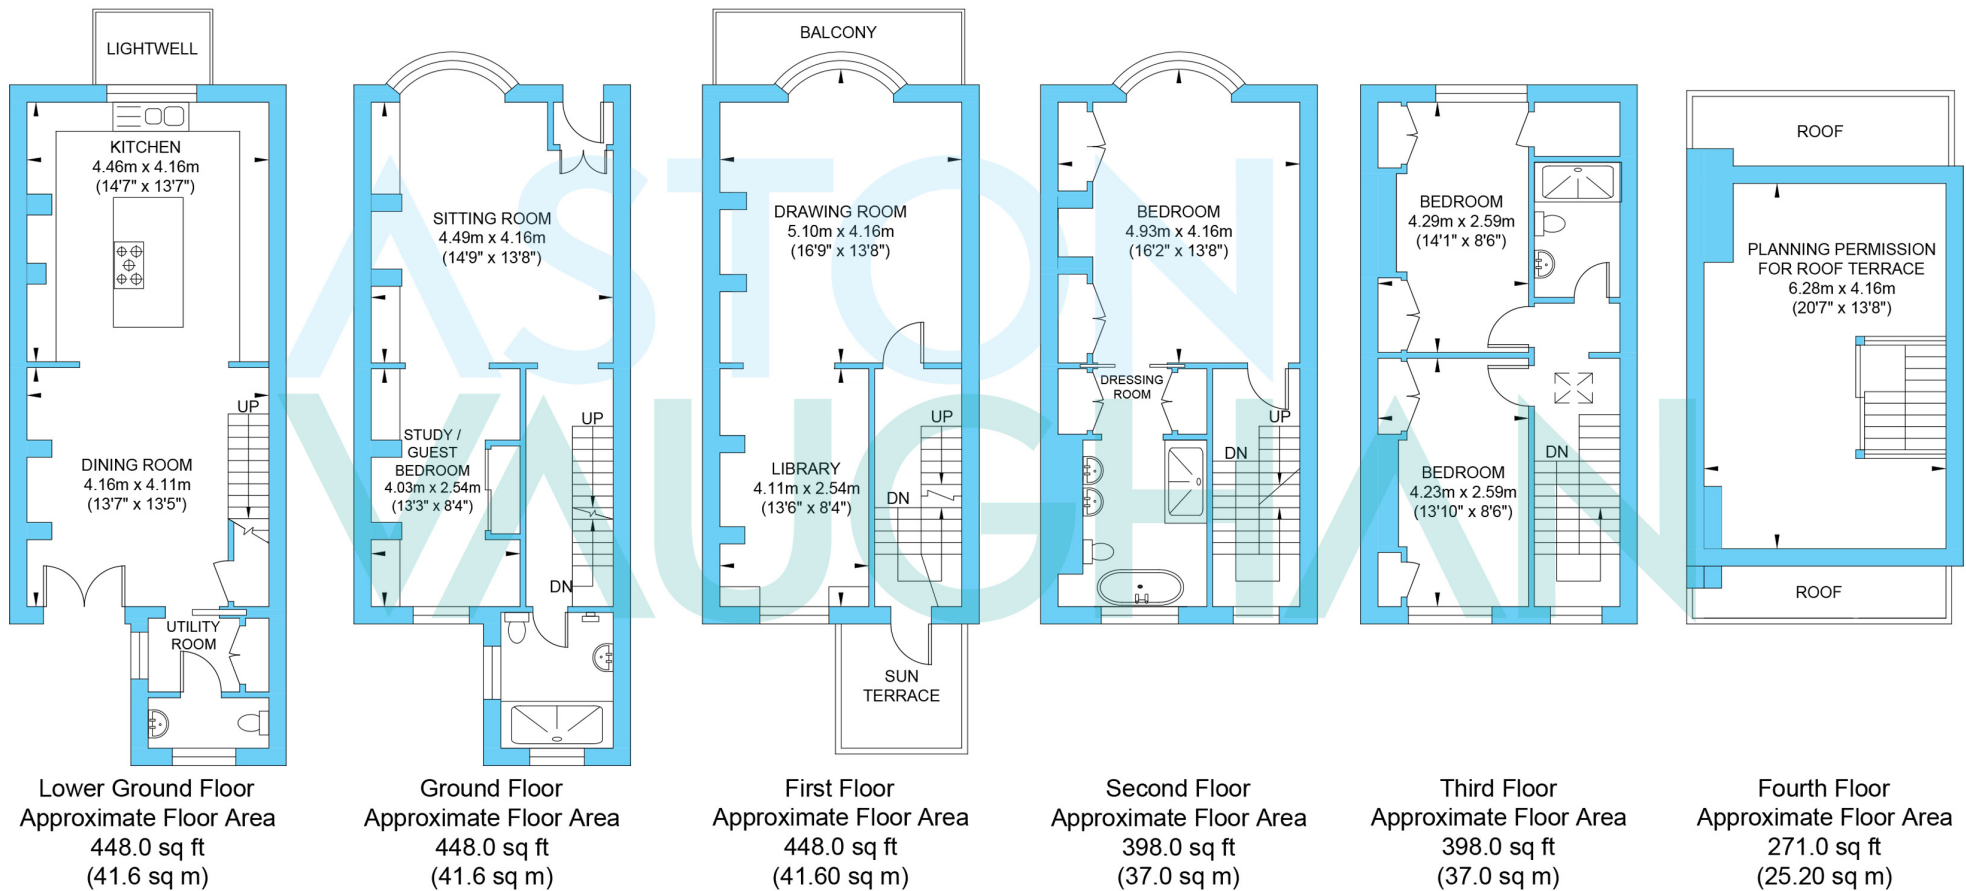 LIGHTWELL
KITCHEN
4.46m x 4.16m
(14'7" x 13'7")
DINING ROOM
4.16m x 4.11m
(13'7" x 13'5")
UP
UTILITY
ROOM
Lower Ground Floor
Approximate Floor Area
448.0 sq ft
(41.6 sq m)
SITTING ROOM
4.49m x 4.16m
(14'9" x 13'8")
STUDY /
GUEST
BEDROOM
4.03m x 2.54m
(13'3" x 8'4")
UP
DN
Ground Floor
Approximate Floor Area
448.0 sq ft
(41.6 sq m)
BALCONY
DRAWING ROOM
5.10m x 4.16m
(16'9" x 13'8")
LIBRARY
4.11m x 2.54m
(13'6" x 8'4")
UP
DN
SUN
TERRACE
First Floor
Approximate Floor Area
448.0 sq ft
(41.60 sq m)
BEDROOM
4.93m x 4.16m
(16'2" x 13'8")
DRESSING
ROOM
UP
DN
Second Floor
Approximate Floor Area
398.0 sq ft
(37.0 sq m)
BEDROOM
4.29m x 2.59m
(14'1" x 8'6")
BEDROOM
4.23m x 2.59m
(13'10" x 8'6")
DN
Third Floor
Approximate Floor Area
398.0 sq ft
(37.0 sq m)
ROOF
PLANNING PERMISSION
FOR ROOF TERRACE
6.28m x 4.16m
(20'7" x 13'8")
ROOF
Fourth Floor
Approximate Floor Area
271.0 sq ft
(25.20 sq m)
ASTON
VAUGHAN